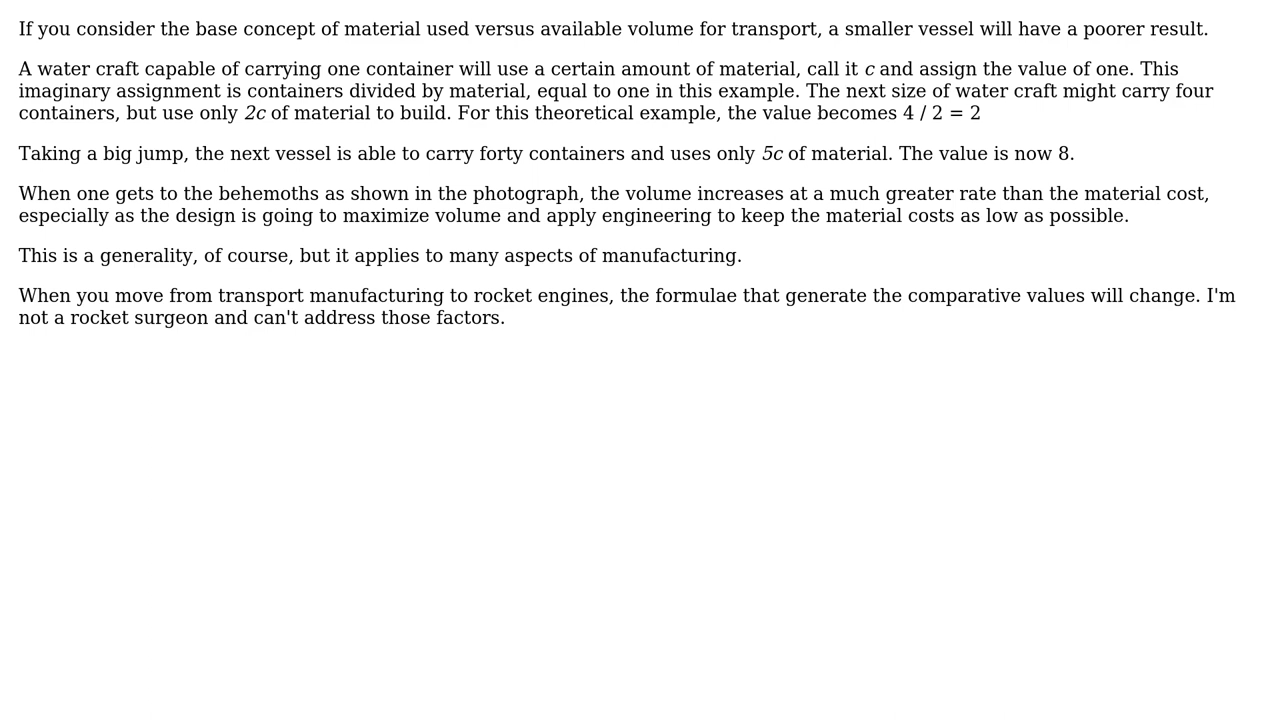 If you consider the base concept of material used versus available volume for transport, a smaller vessel will have a poorer result.
A water craft capable of carrying one container will use a certain amount of material, call it c and assign the value of one. This
imaginary assignment is containers divided by material, equal to one in this example. The next size of water craft might carry four
containers, but use only 2c of material to build. For this theoretical example, the value becomes 4 / 2 = 2
Taking a big jump, the next vessel is able to carry forty containers and uses only 5c of material. The value is now 8.
When one gets to the behemoths as shown in the photograph, the volume increases at a much greater rate than the material cost,
especially as the design is going to maximize volume and apply engineering to keep the material costs as low as possible.
This is a generality, of course, but it applies to many aspects of manufacturing.
When you move from transport manufacturing to rocket engines, the formulae that generate the comparative values will change. I'm
not a rocket surgeon and can't address those factors.